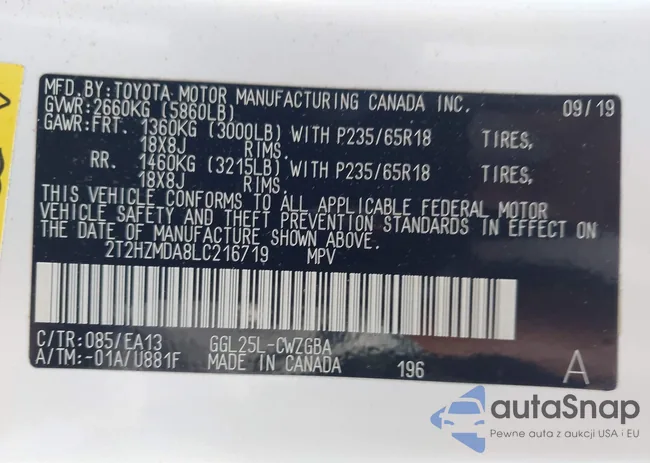 MFD. BY: TOYOTA MOTOR MANUFACTURING CANADA INC. 09/19
GVWR: 2660KG (5860LB)
GAWR: FRT. 1360KG (3000LB) WITH P235/65R18 TIRES,
18X8J RIMS.
RR. 1460KG (3215LB) WITH P235/65R18 TIRES,
18X8J RIMS.
THIS VEHICLE CONFORMS TO ALL APPLICABLE FEDERAL MOTOR
VEHICLE SAFETY AND THEFT PREVENTION STANDARDS IN EFFECT ON
THE DATE OF MANUFACTURE SHOWN ABOVE.
2T2HZMDA8LC216719 MPV
C/TR: 085/EA13 GGL25L-CWZGBA
A/TM: -01A/U881F MADE IN CANADA 196 A
autaSnap
Pewne auta z aukcji USA i EU